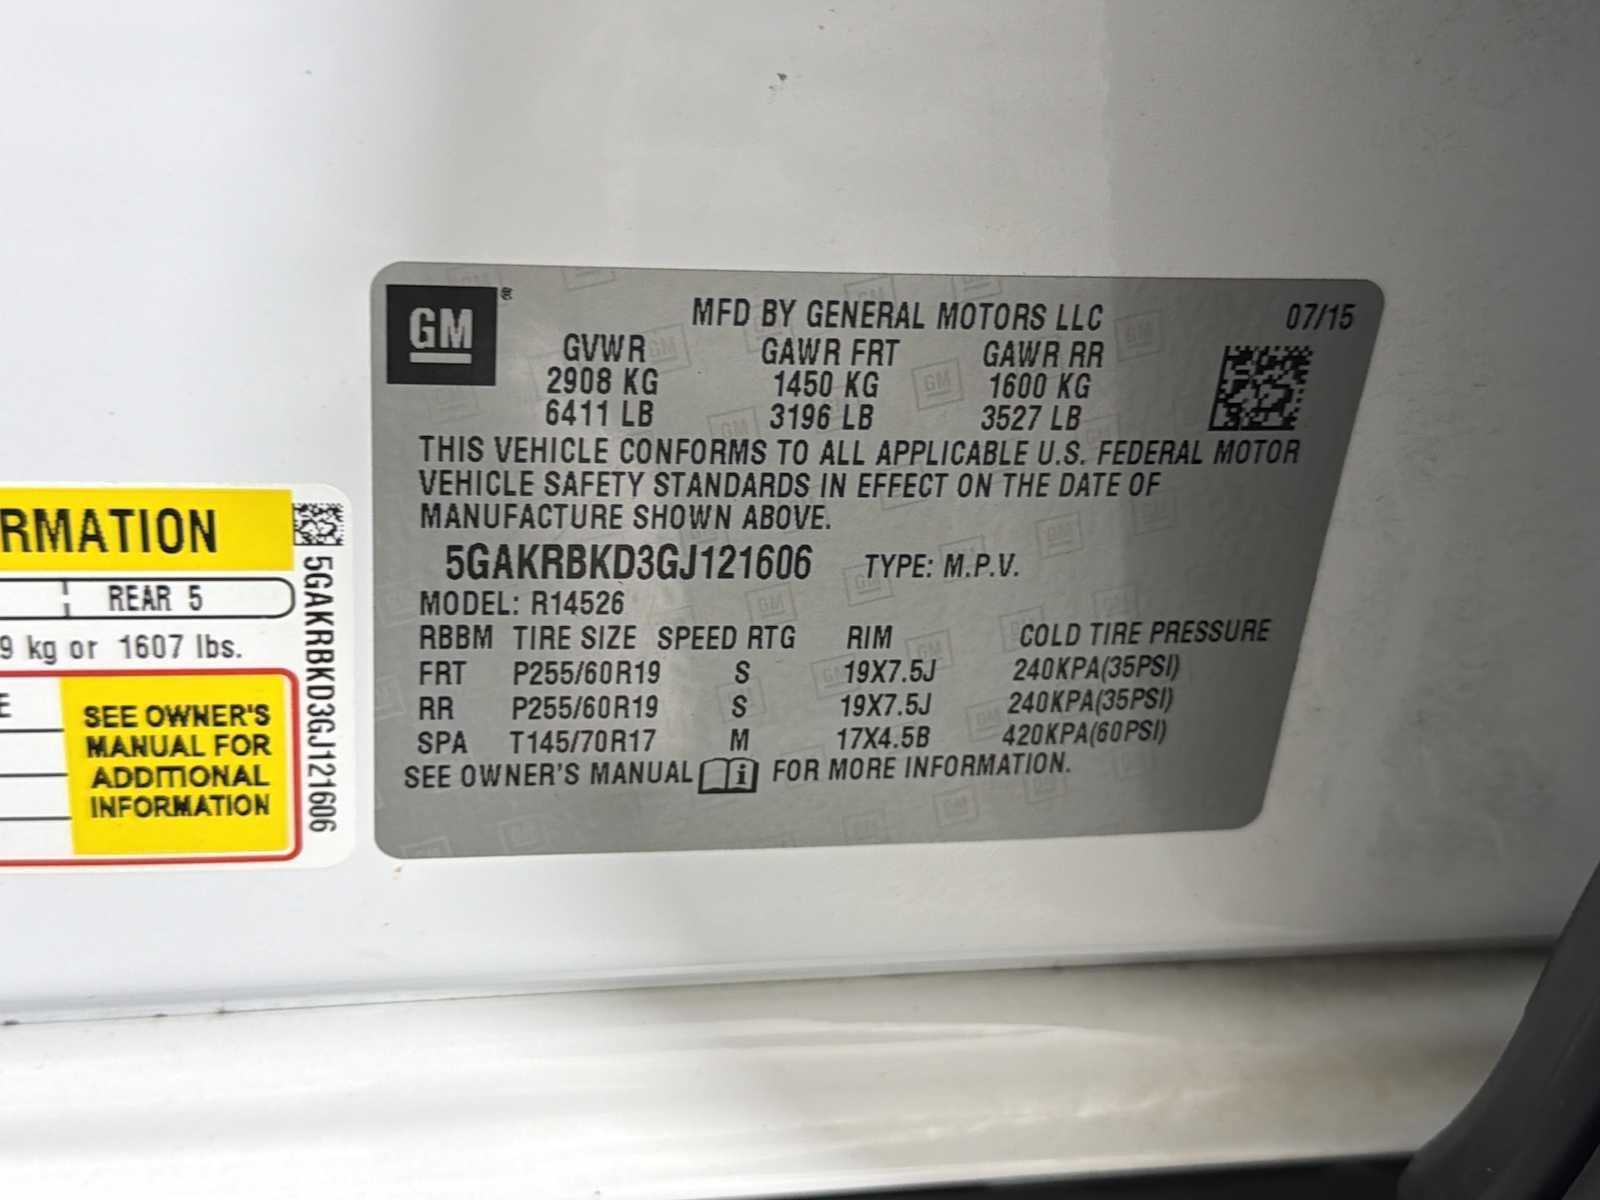 GM
MFD BY GENERAL MOTORS LLC 07/15
GVWR GAWR FRT GAWR RR
2908 KG 1450 KG 1600 KG
6411 LB 3196 LB 3527 LB
THIS VEHICLE CONFORMS TO ALL APPLICABLE U.S. FEDERAL MOTOR
VEHICLE SAFETY STANDARDS IN EFFECT ON THE DATE OF
MANUFACTURE SHOWN ABOVE.
5GAKRBKD3GJ121606 TYPE: M.P.V.
MODEL: R14526
RBBM TIRE SIZE SPEED RTG RIM COLD TIRE PRESSURE
FRT P255/60R19 S 19X7.5J 240KPA(35PSI)
RR P255/60R19 S 19X7.5J 240KPA(35PSI)
SPA T145/70R17 M 17X4.5B 420KPA(60PSI)
SEE OWNER'S MANUAL FOR MORE INFORMATION.
RMATION
REAR 5
9 kg or 1607 lbs.
E
SEE OWNER'S
MANUAL FOR
ADDITIONAL
INFORMATION
5GAKRBKD3GJ121606